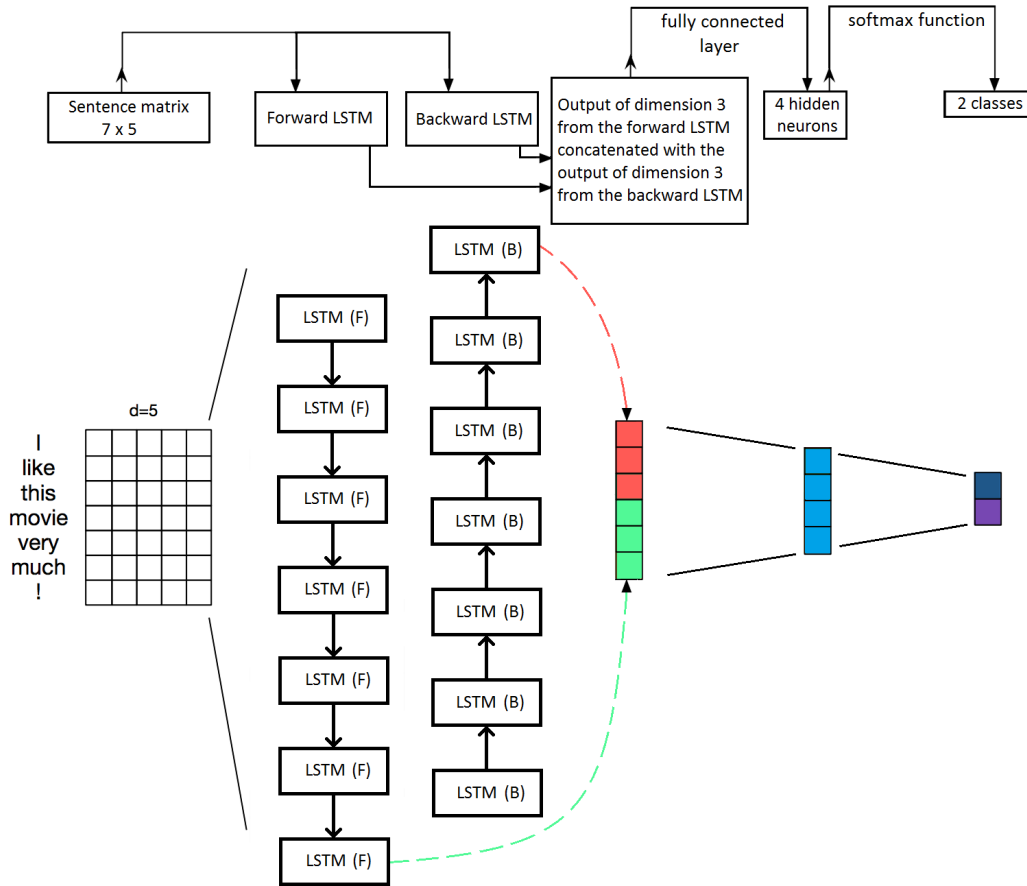 fully connected
layer
softmax function
Sentence matrix
7 x 5
Forward LSTM
Backward LSTM
Output of dimension 3
from the forward LSTM
concatenated with the
output of dimension 3
from the backward LSTM
4 hidden
neurons
2 classes
LSTM (B)
LSTM (F)
LSTM (B)
LSTM (F)
LSTM (B)
LSTM (F)
LSTM (B)
LSTM (F)
LSTM (B)
LSTM (F)
LSTM (B)
LSTM (F)
LSTM (B)
LSTM (F)
d=5
I
like
this
movie
very
much
!